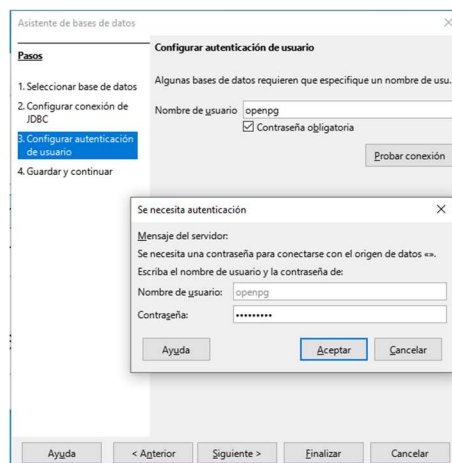 Asistente de bases de datos
Pasos
1. Seleccionar base de datos
2. Configurar conexión de
JDBC
3. Configurar autenticación
de usuario
4. Guardar y continuar
Configurar autenticación de usuario
Algunas bases de datos requieren que especifique un nombre de usu.
Nombre de usuario openpg
Contraseña obligatoria
Probar conexión
Se necesita autenticación
Mensaje del servidor:
Se necesita una contraseña para conectarse con el origen de datos «».
Escriba el nombre de usuario y la contraseña de:
Nombre de usuario: openpg
Contraseña: •••••••••
Ayuda Aceptar Cancelar
Ayuda < Anterior Siguiente > Finalizar Cancelar